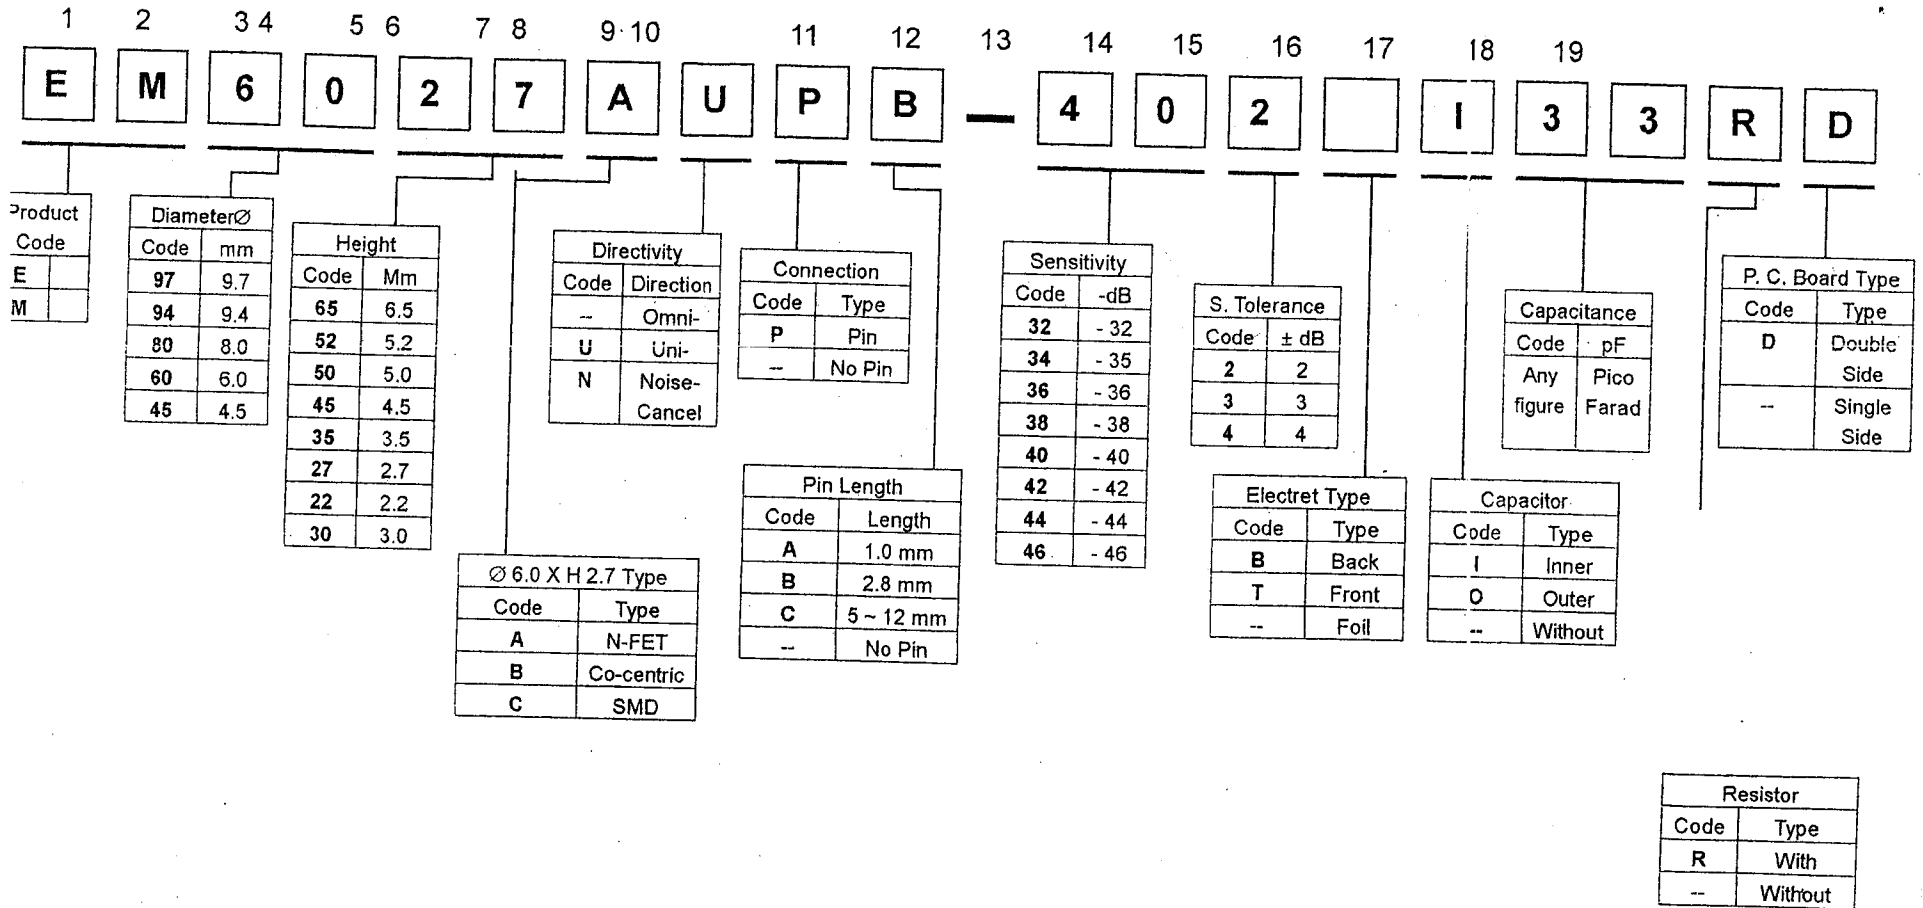 1 2 3 4 5 6 7 8 9 10 11 12 13 14 15 16 17 18 19
E M 6 0 2 7 A U P B — 4 0 2 I 3 3 R D
Product
Code
E
M
DiameterØ
Code mm
97 9.7
94 9.4
80 8.0
60 6.0
45 4.5
Height
Code Mm
65 6.5
52 5.2
50 5.0
45 4.5
35 3.5
27 2.7
22 2.2
30 3.0
Ø 6.0 X H 2.7 Type
Code Type
A N-FET
B Co-centric
C SMD
Directivity
Code Direction
-- Omni-
U Uni-
N Noise-
Cancel
Connection
Code Type
P Pin
-- No Pin
Pin Length
Code Length
A 1.0 mm
B 2.8 mm
C 5 ~ 12 mm
-- No Pin
Sensitivity
Code -dB
32 - 32
34 - 35
36 - 36
38 - 38
40 - 40
42 - 42
44 - 44
46 - 46
S. Tolerance
Code ± dB
2 2
3 3
4 4
Electret Type
Code Type
B Back
T Front
-- Foil
Capacitor
Code Type
I Inner
O Outer
-- Without
Capacitance
Code pF
Any Pico
figure Farad
P. C. Board Type
Code Type
D Double
Side
-- Single
Side
Resistor
Code Type
R With
-- Without